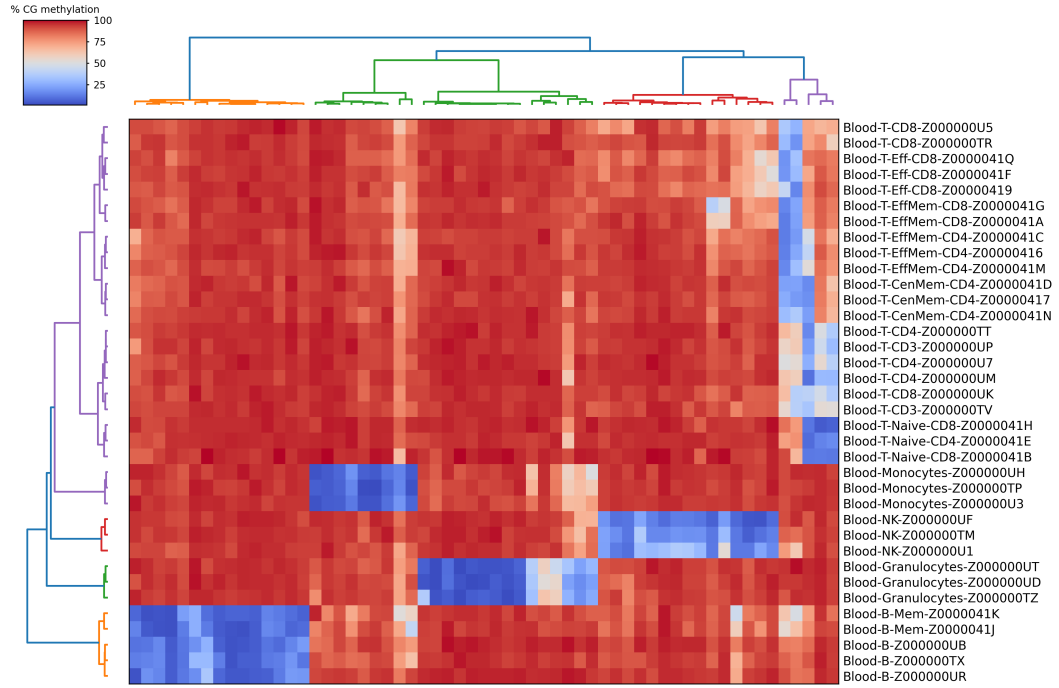 % CG methylation
100
75
50
25
Blood-T-CD8-Z000000U5
Blood-T-CD8-Z000000TR
Blood-T-Eff-CD8-Z0000041Q
Blood-T-Eff-CD8-Z0000041F
Blood-T-Eff-CD8-Z00000419
Blood-T-EffMem-CD8-Z0000041G
Blood-T-EffMem-CD8-Z0000041A
Blood-T-EffMem-CD4-Z0000041C
Blood-T-EffMem-CD4-Z00000416
Blood-T-EffMem-CD4-Z0000041M
Blood-T-CenMem-CD4-Z0000041D
Blood-T-CenMem-CD4-Z00000417
Blood-T-CenMem-CD4-Z0000041N
Blood-T-CD4-Z000000TT
Blood-T-CD3-Z000000UP
Blood-T-CD4-Z000000U7
Blood-T-CD4-Z000000UM
Blood-T-CD8-Z000000UK
Blood-T-CD3-Z000000TV
Blood-T-Naive-CD8-Z0000041H
Blood-T-Naive-CD4-Z0000041E
Blood-T-Naive-CD8-Z0000041B
Blood-Monocytes-Z000000UH
Blood-Monocytes-Z000000TP
Blood-Monocytes-Z000000U3
Blood-NK-Z000000UF
Blood-NK-Z000000TM
Blood-NK-Z000000U1
Blood-Granulocytes-Z000000UT
Blood-Granulocytes-Z000000UD
Blood-Granulocytes-Z000000TZ
Blood-B-Mem-Z0000041K
Blood-B-Mem-Z0000041J
Blood-B-Z000000UB
Blood-B-Z000000TX
Blood-B-Z000000UR